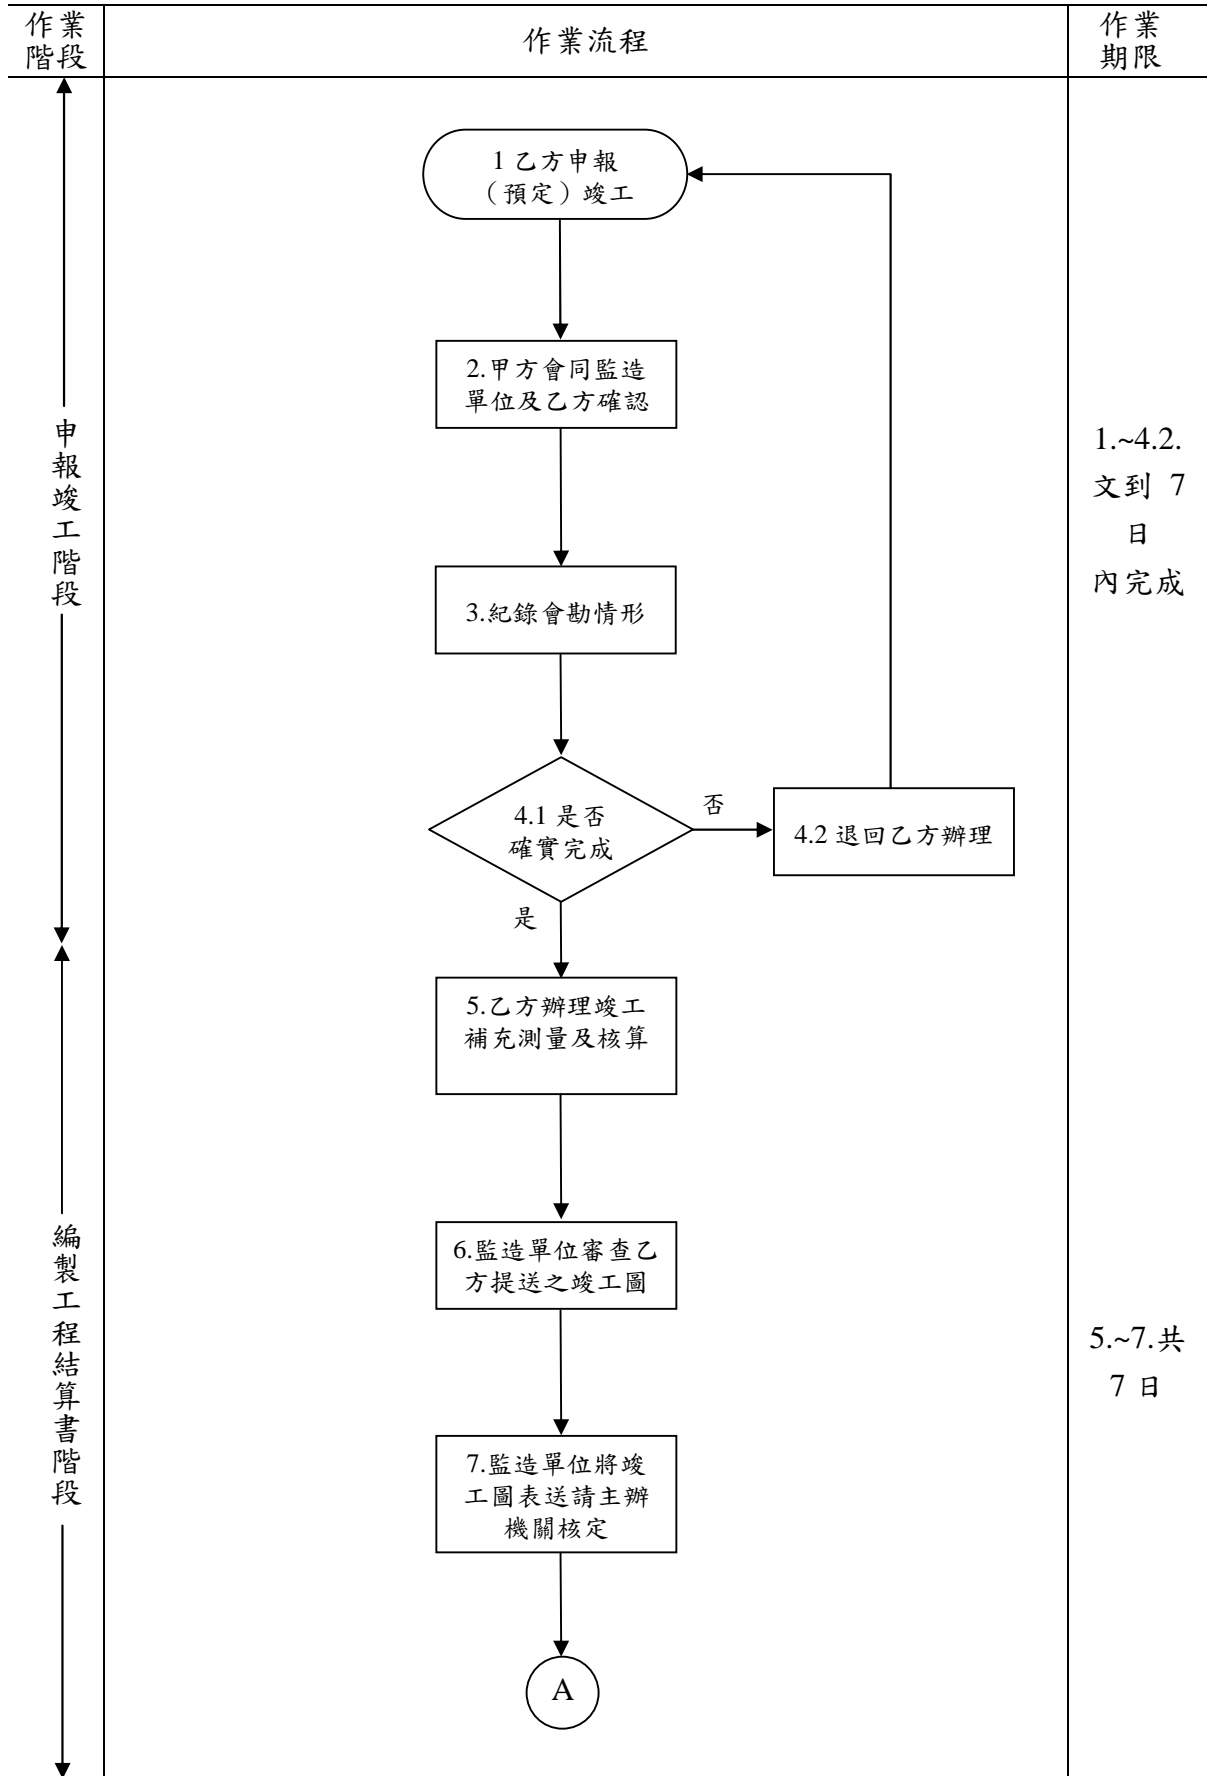 作業
階段
作業流程
作業
期限
申報竣工階段
1 乙方申報
（預定）竣工
2.甲方會同監造
單位及乙方確認
3.紀錄會勘情形
4.1 是否
確實完成
否
4.2 退回乙方辦理
是
1.~4.2.
文到 7
日
內完成
編製工程結算書階段
5.乙方辦理竣工
補充測量及核算
6.監造單位審查乙
方提送之竣工圖
7.監造單位將竣
工圖表送請主辦
機關核定
A
5.~7.共
7 日